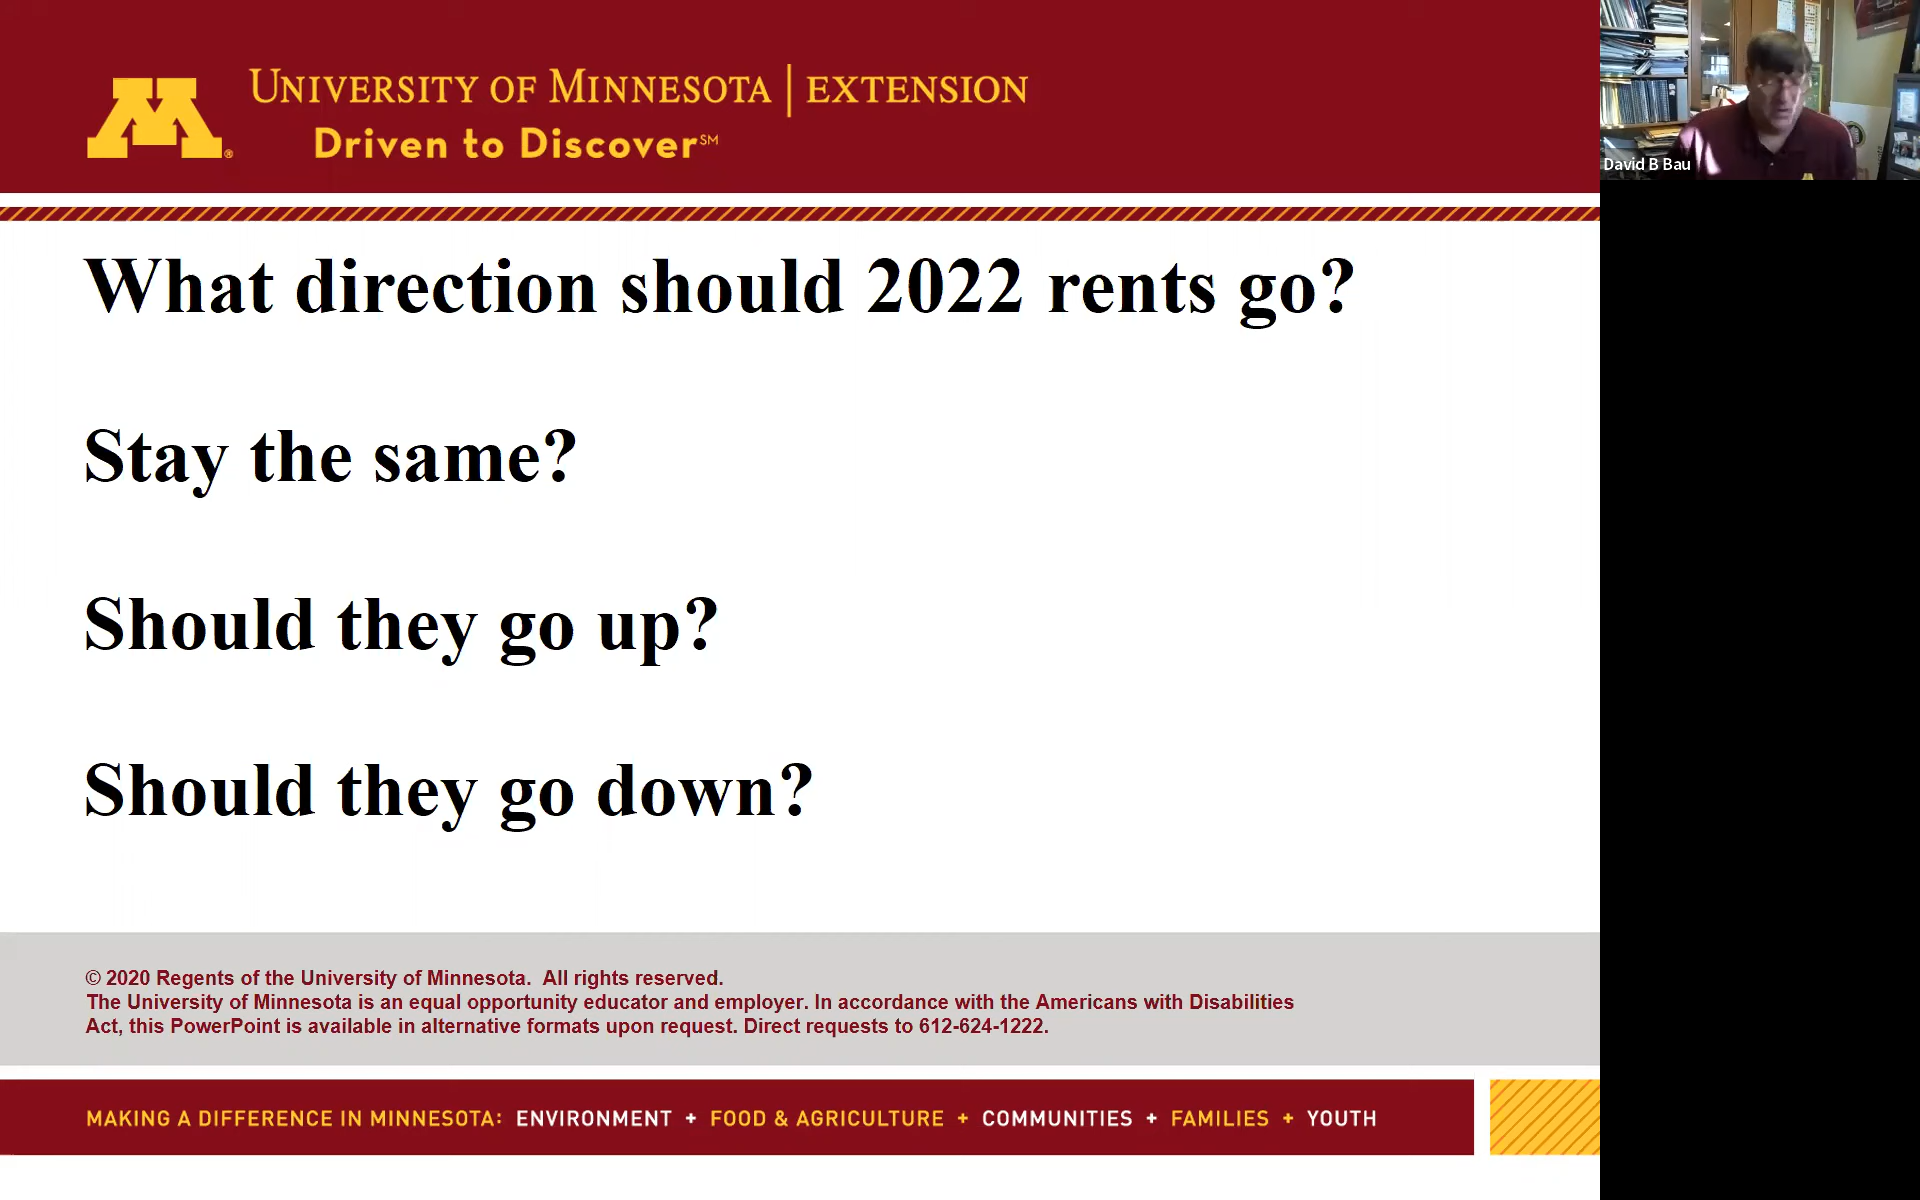 UNIVERSITY OF MINNESOTA | EXTENSION
Driven to Discover℠
David B Bau
What direction should 2022 rents go?
Stay the same?
Should they go up?
Should they go down?
© 2020 Regents of the University of Minnesota.  All rights reserved.
The University of Minnesota is an equal opportunity educator and employer. In accordance with the Americans with Disabilities
Act, this PowerPoint is available in alternative formats upon request. Direct requests to 612-624-1222.
MAKING A DIFFERENCE IN MINNESOTA: ENVIRONMENT + FOOD & AGRICULTURE + COMMUNITIES + FAMILIES + YOUTH